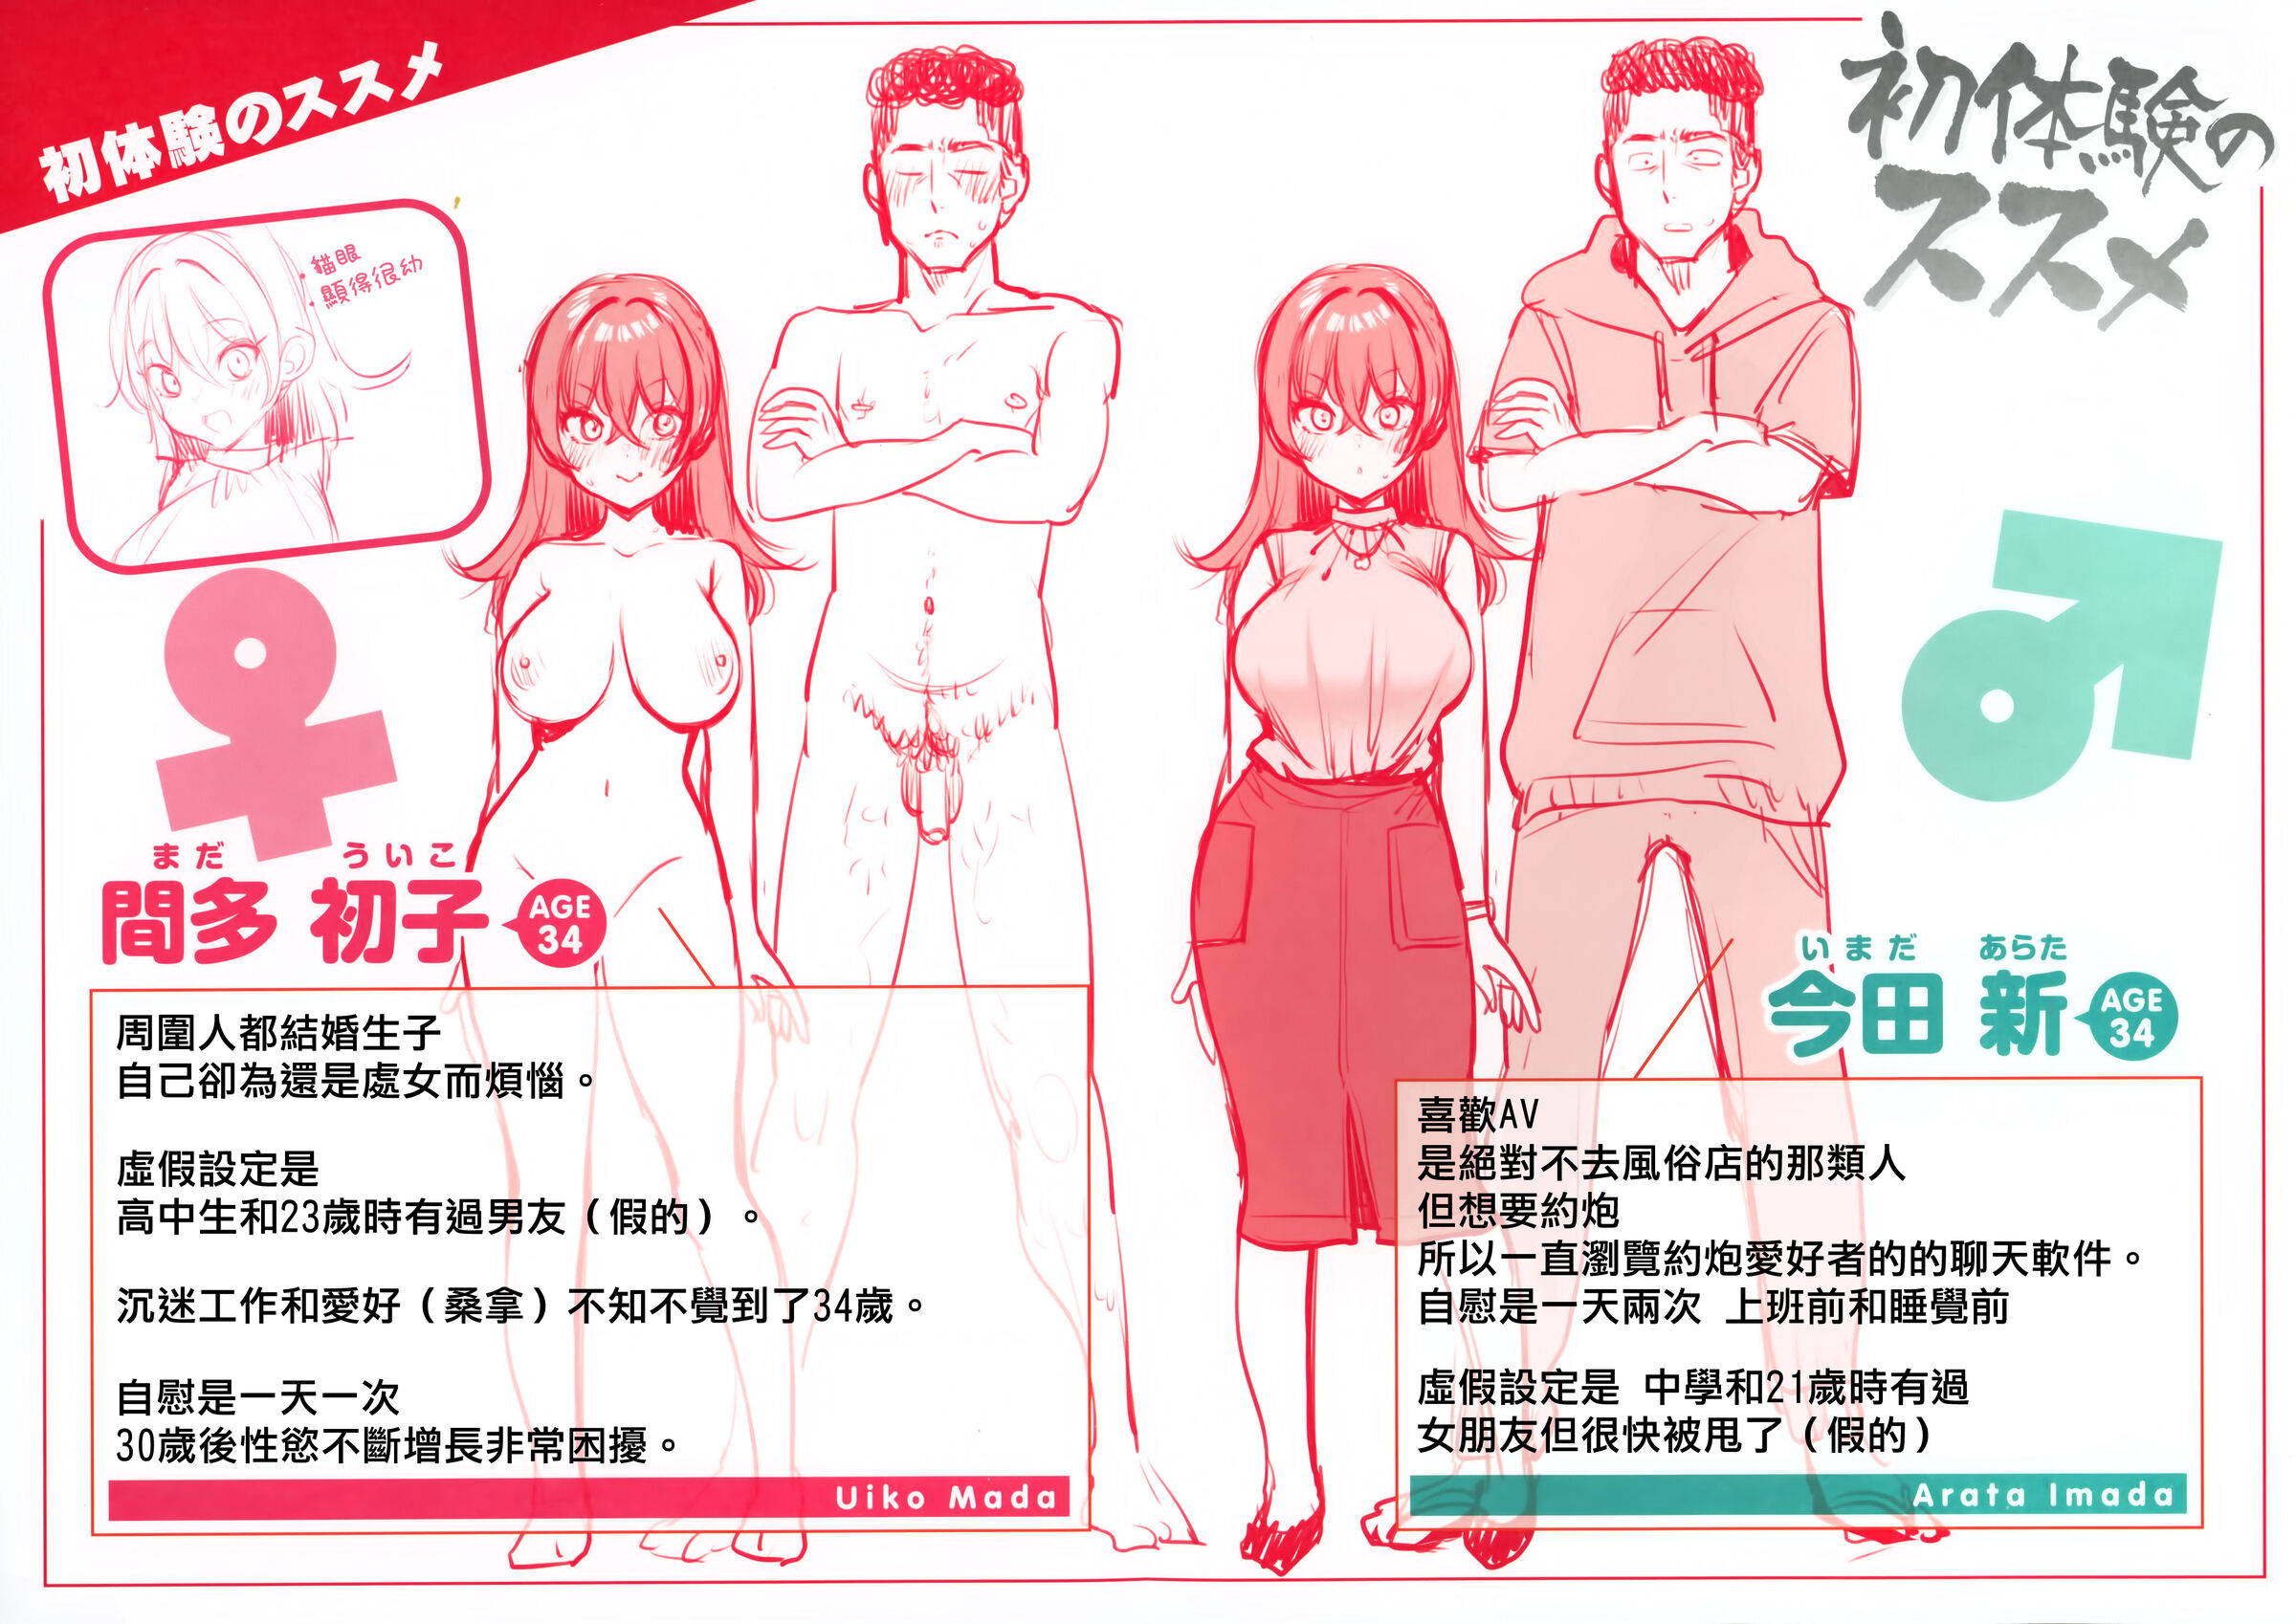 初体験のススメ
・貓眼
・顯得很幼
初体験の
ススメ
まだ ういこ
間多 初子
AGE
34
周圍人都結婚生子
自己卻為還是處女而煩惱。
虛假設定是
高中生和23歲時有過男友（假的）。
沉迷工作和愛好（桑拿）不知不覺到了34歲。
自慰是一天一次
30歲後性慾不斷增長非常困擾。
Uiko Mada
いまだ あらた
今田 新
AGE
34
喜歡AV
是絕對不去風俗店的那類人
但想要約炮
所以一直瀏覽約炮愛好者的的聊天軟件。
自慰是一天兩次 上班前和睡覺前
虛假設定是 中學和21歲時有過
女朋友但很快被甩了（假的）
Arata Imada